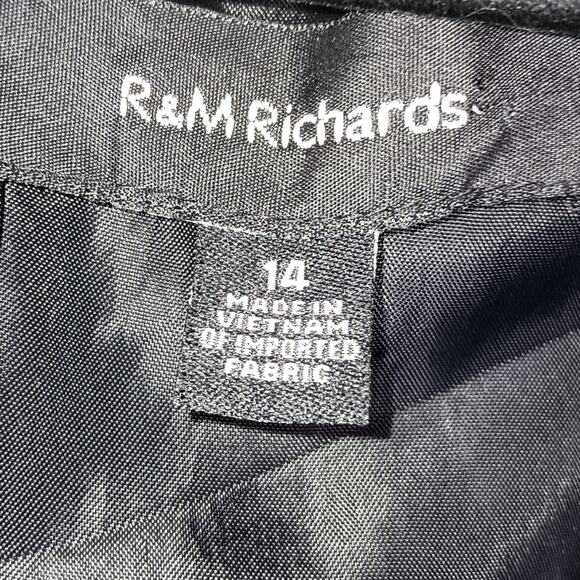 R&M Richards
14
MADE IN
VIETNAM
OF IMPORTED
FABRIC